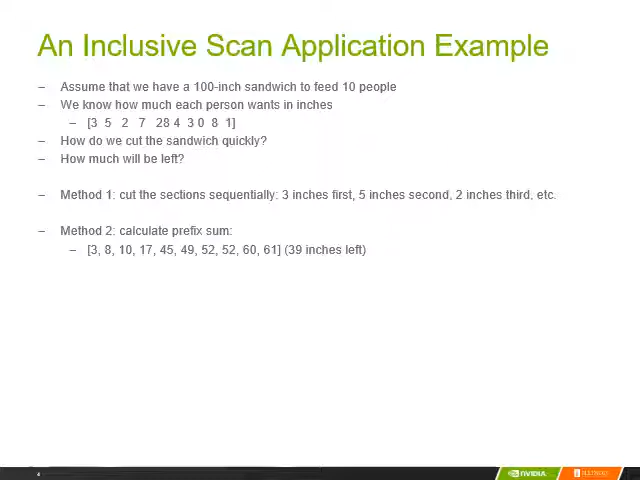 An Inclusive Scan Application Example
– Assume that we have a 100-inch sandwich to feed 10 people
– We know how much each person wants in inches
– [3 5 2 7 28 4 3 0 8 1]
– How do we cut the sandwich quickly?
– How much will be left?
– Method 1: cut the sections sequentially: 3 inches first, 5 inches second, 2 inches third, etc.
– Method 2: calculate prefix sum:
– [3, 8, 10, 17, 45, 49, 52, 52, 60, 61] (39 inches left)
4
NVIDIA
ILLINOIS